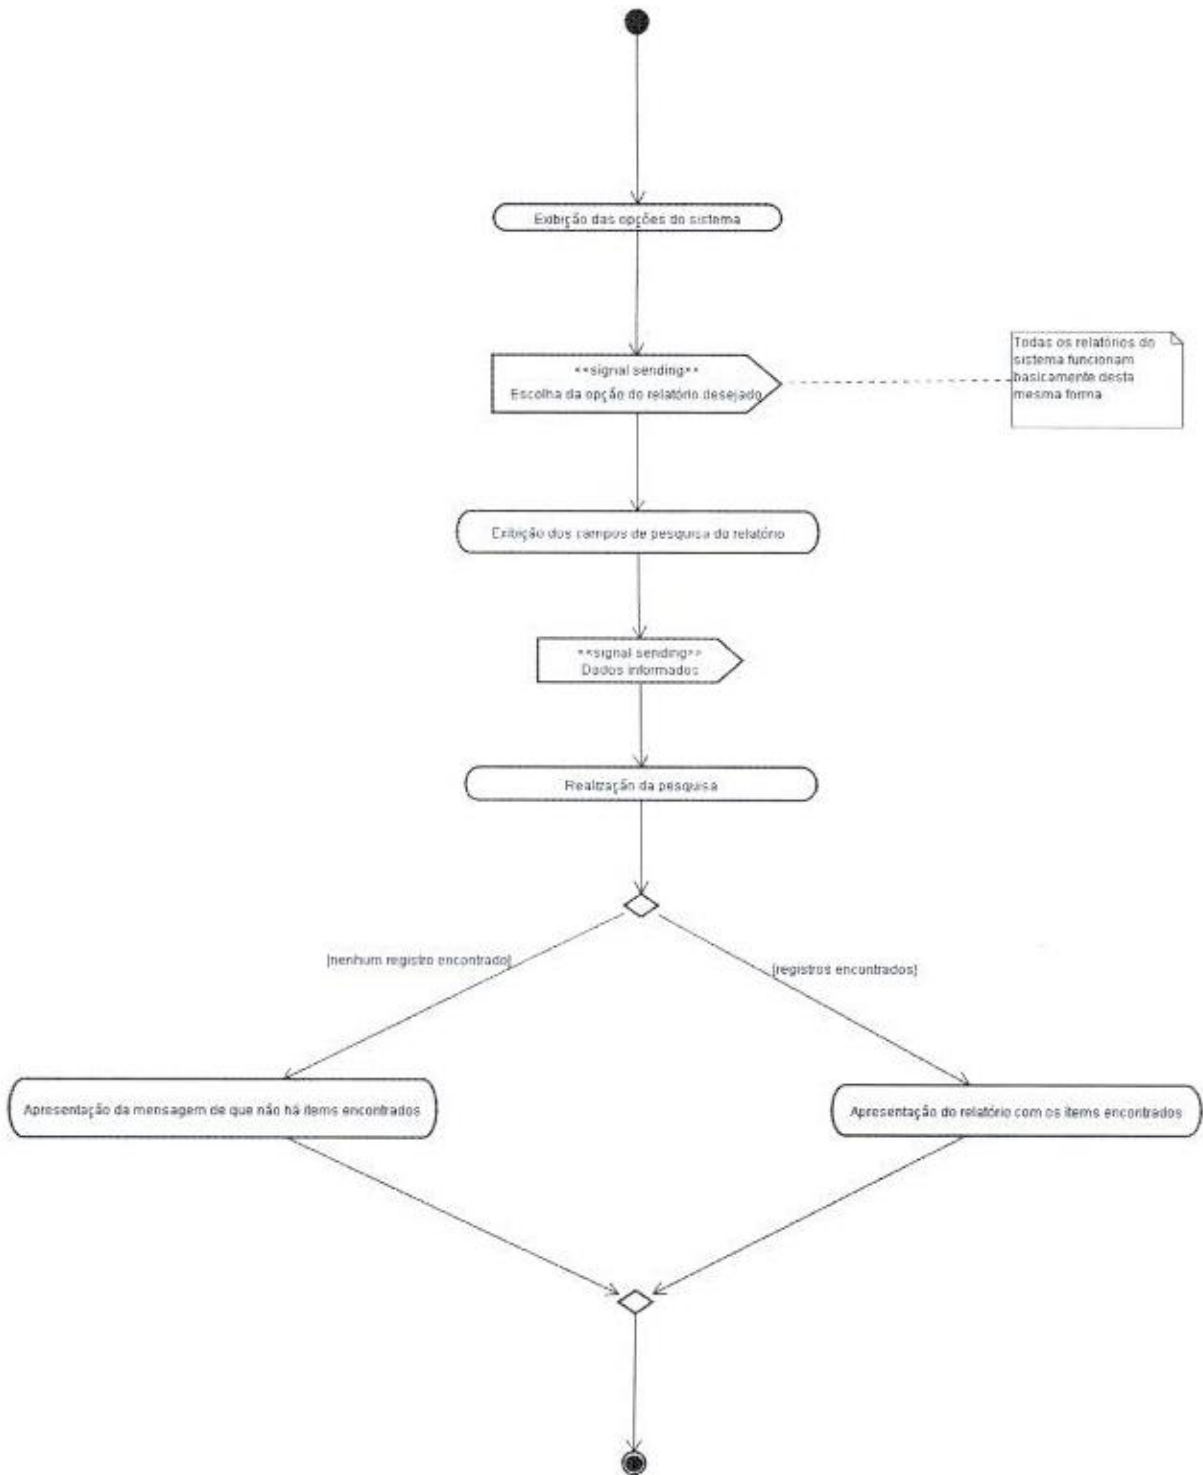 Exibição das opções do sistema
<<signal sending>>
Escolha da opção do relatório desejado
Todas os relatórios do
sistema funcionam
basicamente desta
mesma forma
Exibição dos campos de pesquisa do relatório
<<signal sending>>
Dados informados
Realização da pesquisa
[nenhum registro encontrado]
[registros encontrados]
Apresentação da mensagem de que não há items encontrados
Apresentação do relatório com os items encontrados